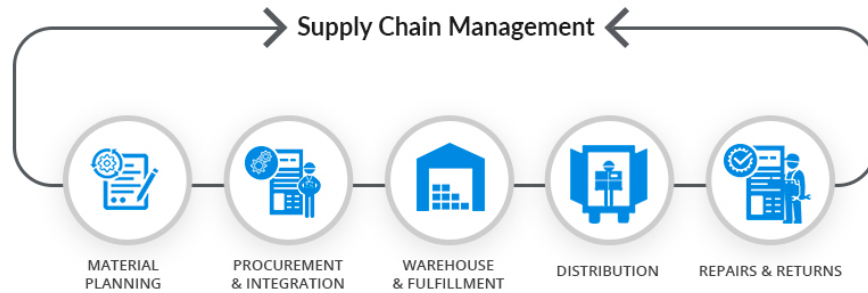 Supply Chain Management
MATERIAL
PLANNING
PROCUREMENT
& INTEGRATION
WAREHOUSE
& FULFILLMENT
DISTRIBUTION
REPAIRS & RETURNS